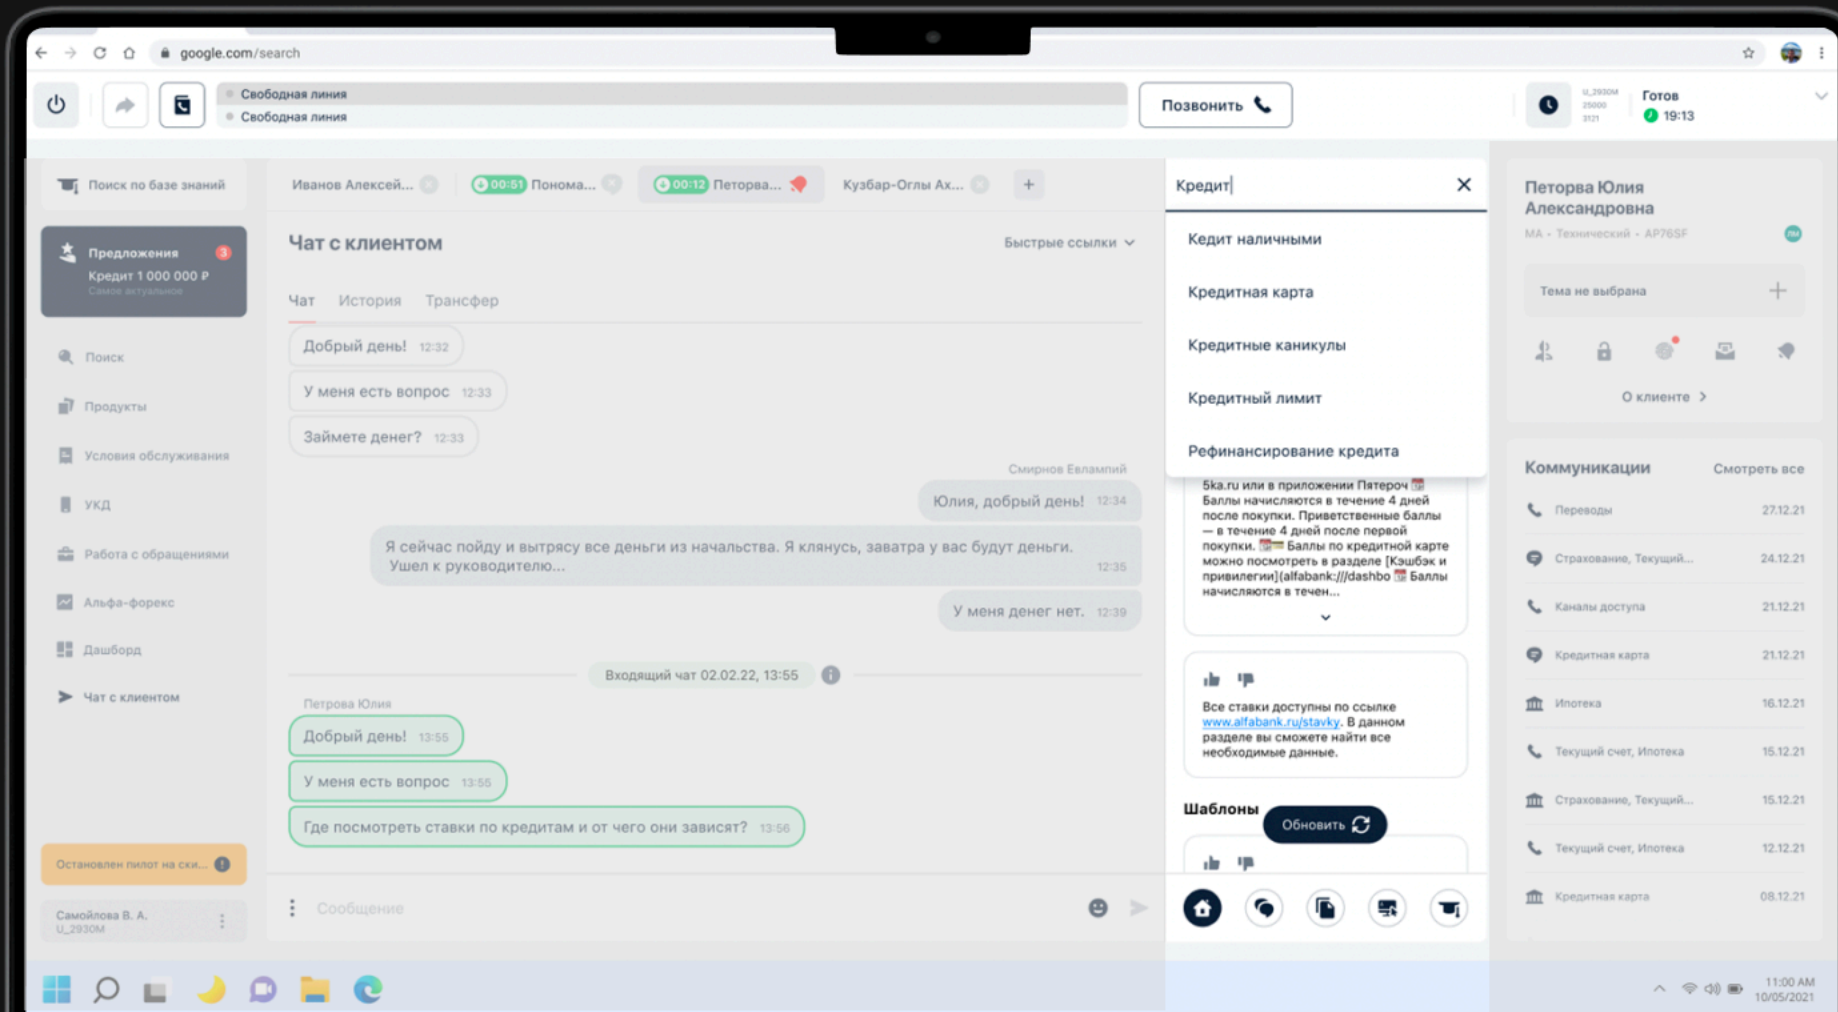 google.com/search
Свободная линия
Свободная линия
Позвонить
U_2930M
25000
3121
Готов
19:13
Поиск по базе знаний
Предложения
3
Кредит 1 000 000 ₽
Самое актуальное
Поиск
Продукты
Условия обслуживания
УКД
Работа с обращениями
Альфа-форекс
Дашборд
Чат с клиентом
Остановлен пилот на ски...
Самойлова В. А.
U_2930M
Иванов Алексей...
00:51 Понома...
00:12 Петорва...
Кузбар-Оглы Ах...
Чат с клиентом
Быстрые ссылки
Чат История Трансфер
Добрый день! 12:32
У меня есть вопрос 12:33
Займете денег? 12:33
Смирнов Евлампий
Юлия, добрый день! 12:34
Я сейчас пойду и вытрясу все деньги из начальства. Я клянусь, заватра у вас будут деньги.
Ушел к руководителю... 12:35
У меня денег нет. 12:39
Входящий чат 02.02.22, 13:55
Петрова Юлия
Добрый день! 13:55
У меня есть вопрос 13:55
Где посмотреть ставки по кредитам и от чего они зависят? 13:56
Сообщение
Кредит
Кедит наличными
Кредитная карта
Кредитные каникулы
Кредитный лимит
Рефинансирование кредита
5ka.ru или в приложении Пятероч
Баллы начисляются в течение 4 дней
после покупки. Приветственные баллы
— в течение 4 дней после первой
покупки. Баллы по кредитной карте
можно посмотреть в разделе [Кэшбэк и
привилегии](alfabank:///dashbo Баллы
начисляются в течен...
Все ставки доступны по ссылке
www.alfabank.ru/stavky. В данном
разделе вы сможете найти все
необходимые данные.
Шаблоны
Обновить
Петорва Юлия
Александровна
МА - Технический - AP76SF
ЛМ
Тема не выбрана
О клиенте
Коммуникации Смотреть все
Переводы 27.12.21
Страхование, Текущий... 24.12.21
Каналы доступа 21.12.21
Кредитная карта 21.12.21
Ипотека 16.12.21
Текущий счет, Ипотека 15.12.21
Страхование, Текущий... 15.12.21
Текущий счет, Ипотека 12.12.21
Кредитная карта 08.12.21
11:00 AM
10/05/2021